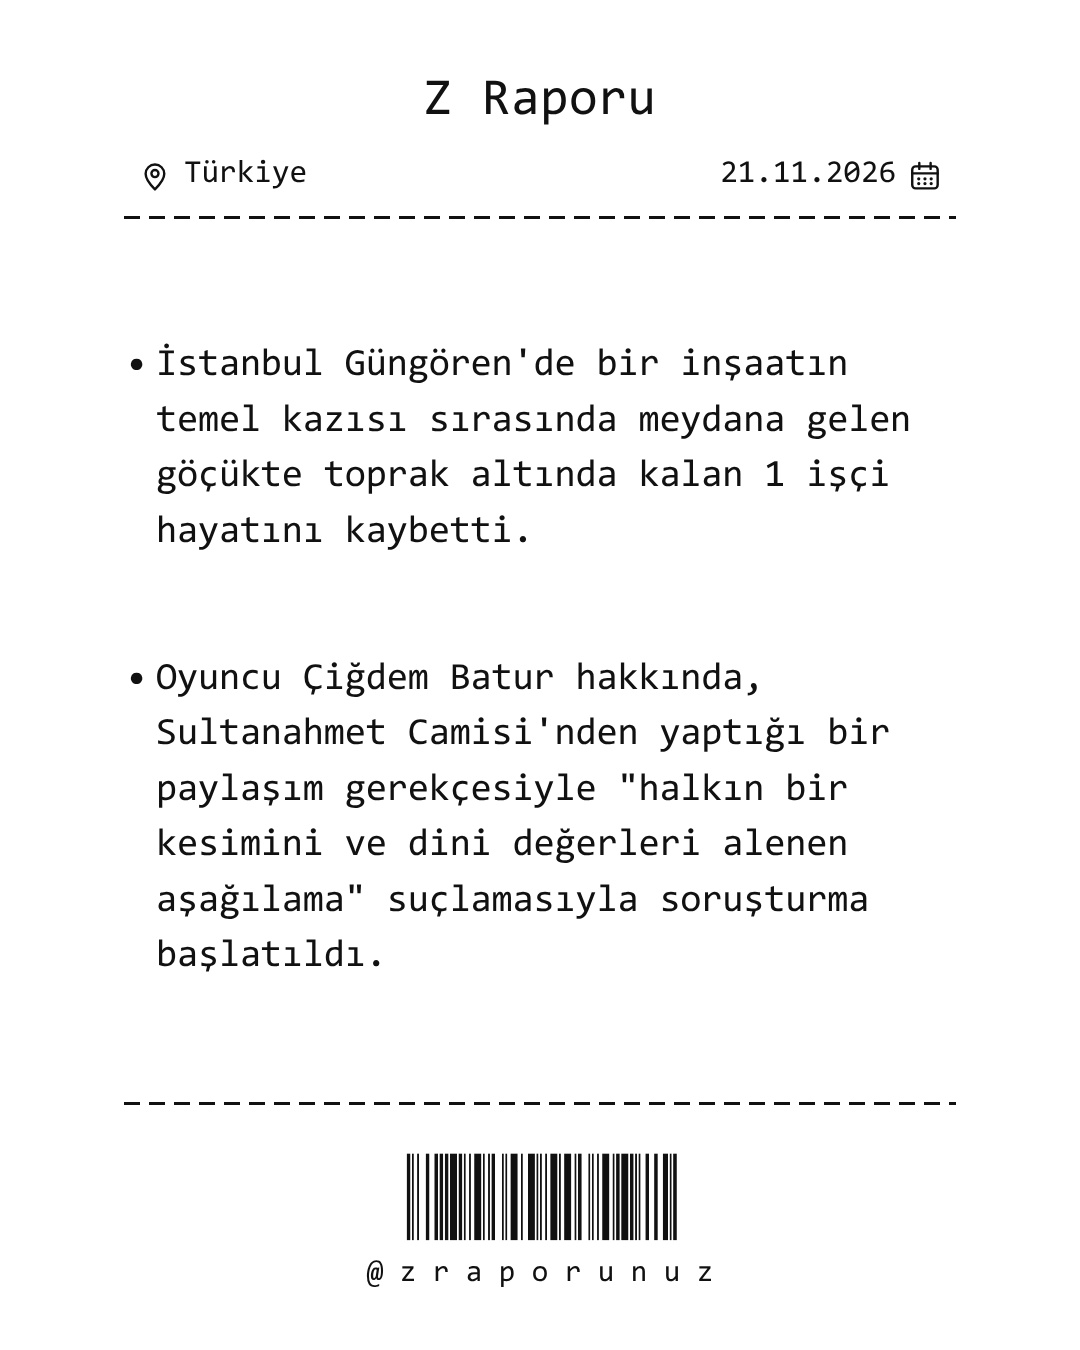 Z Raporu
Türkiye
21.11.2026
• İstanbul Güngören'de bir inşaatın
temel kazısı sırasında meydana gelen
göçükte toprak altında kalan 1 işçi
hayatını kaybetti.
• Oyuncu Çiğdem Batur hakkında,
Sultanahmet Camisi'nden yaptığı bir
paylaşım gerekçesiyle "halkın bir
kesimini ve dini değerleri alenen
aşağılama" suçlamasıyla soruşturma
başlatıldı.
@zraporunuz